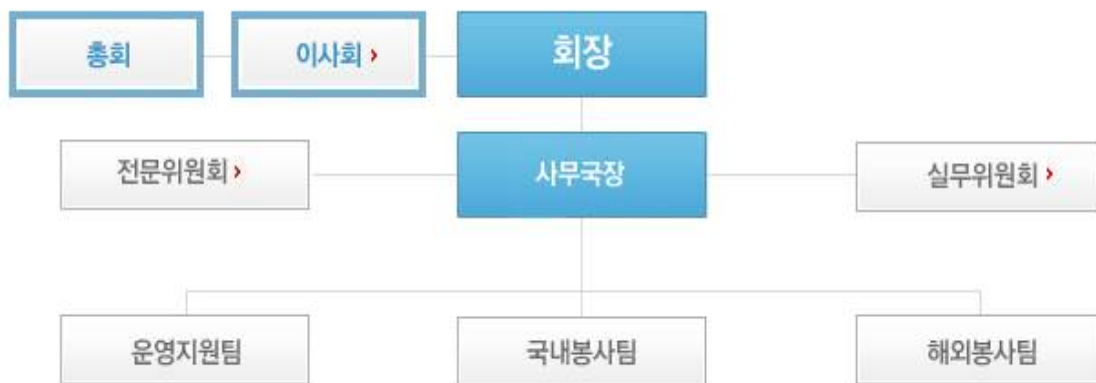 총회
이사회 ›
회장
전문위원회 ›
사무국장
실무위원회 ›
운영지원팀
국내봉사팀
해외봉사팀